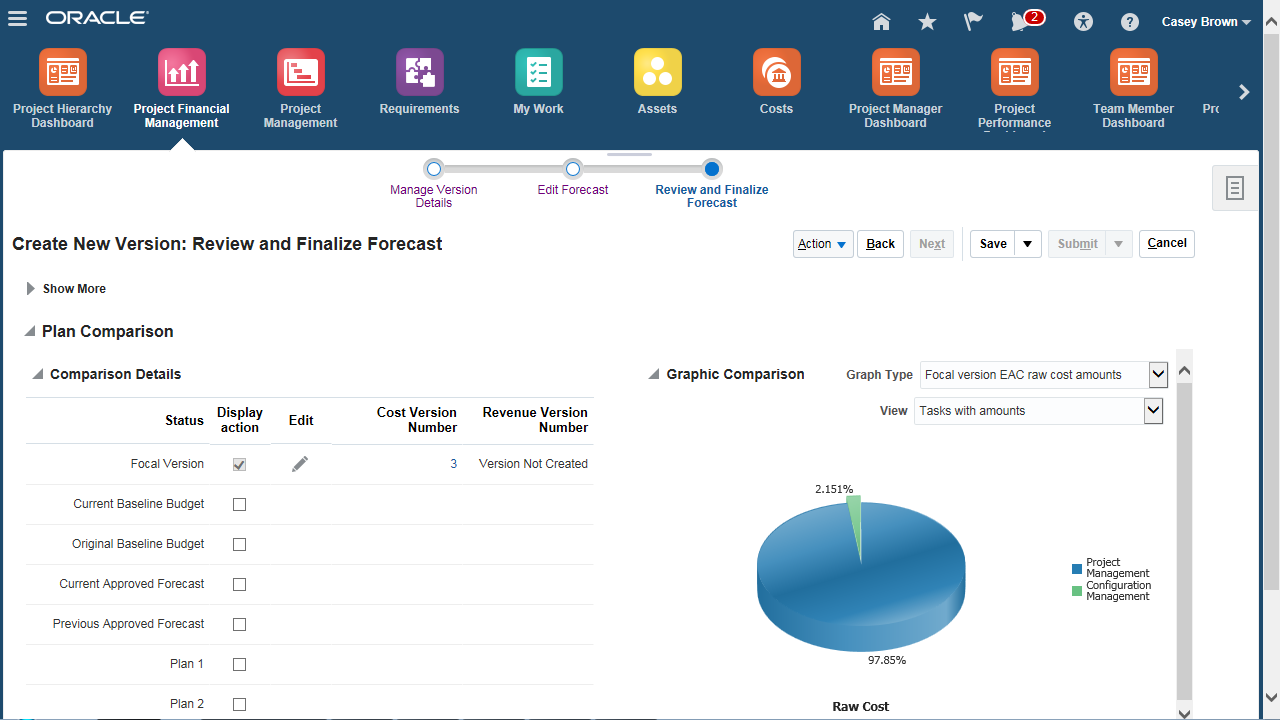 ORACLE
2
Casey Brown
Project Hierarchy
Dashboard
Project Financial
Management
Project
Management
Requirements
My Work
Assets
Costs
Project Manager
Dashboard
Project
Performance
Team Member
Dashboard
Manage Version
Details
Edit Forecast
Review and Finalize
Forecast
Create New Version: Review and Finalize Forecast
Action
Back
Next
Save
Submit
Cancel
Show More
Plan Comparison
Comparison Details
Status
Display
action
Edit
Cost Version
Number
Revenue Version
Number
Focal Version
3
Version Not Created
Current Baseline Budget
Original Baseline Budget
Current Approved Forecast
Previous Approved Forecast
Plan 1
Plan 2
Graphic Comparison
Graph Type
Focal version EAC raw cost amounts
View
Tasks with amounts
2.151%
97.85%
Project
Management
Configuration
Management
Raw Cost